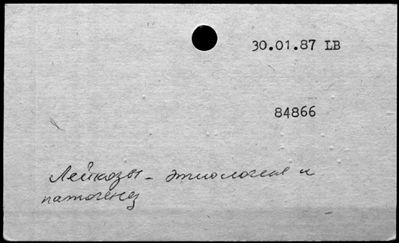 30.01.87 LB
84866
Лейкозы - этиология и
патогенез